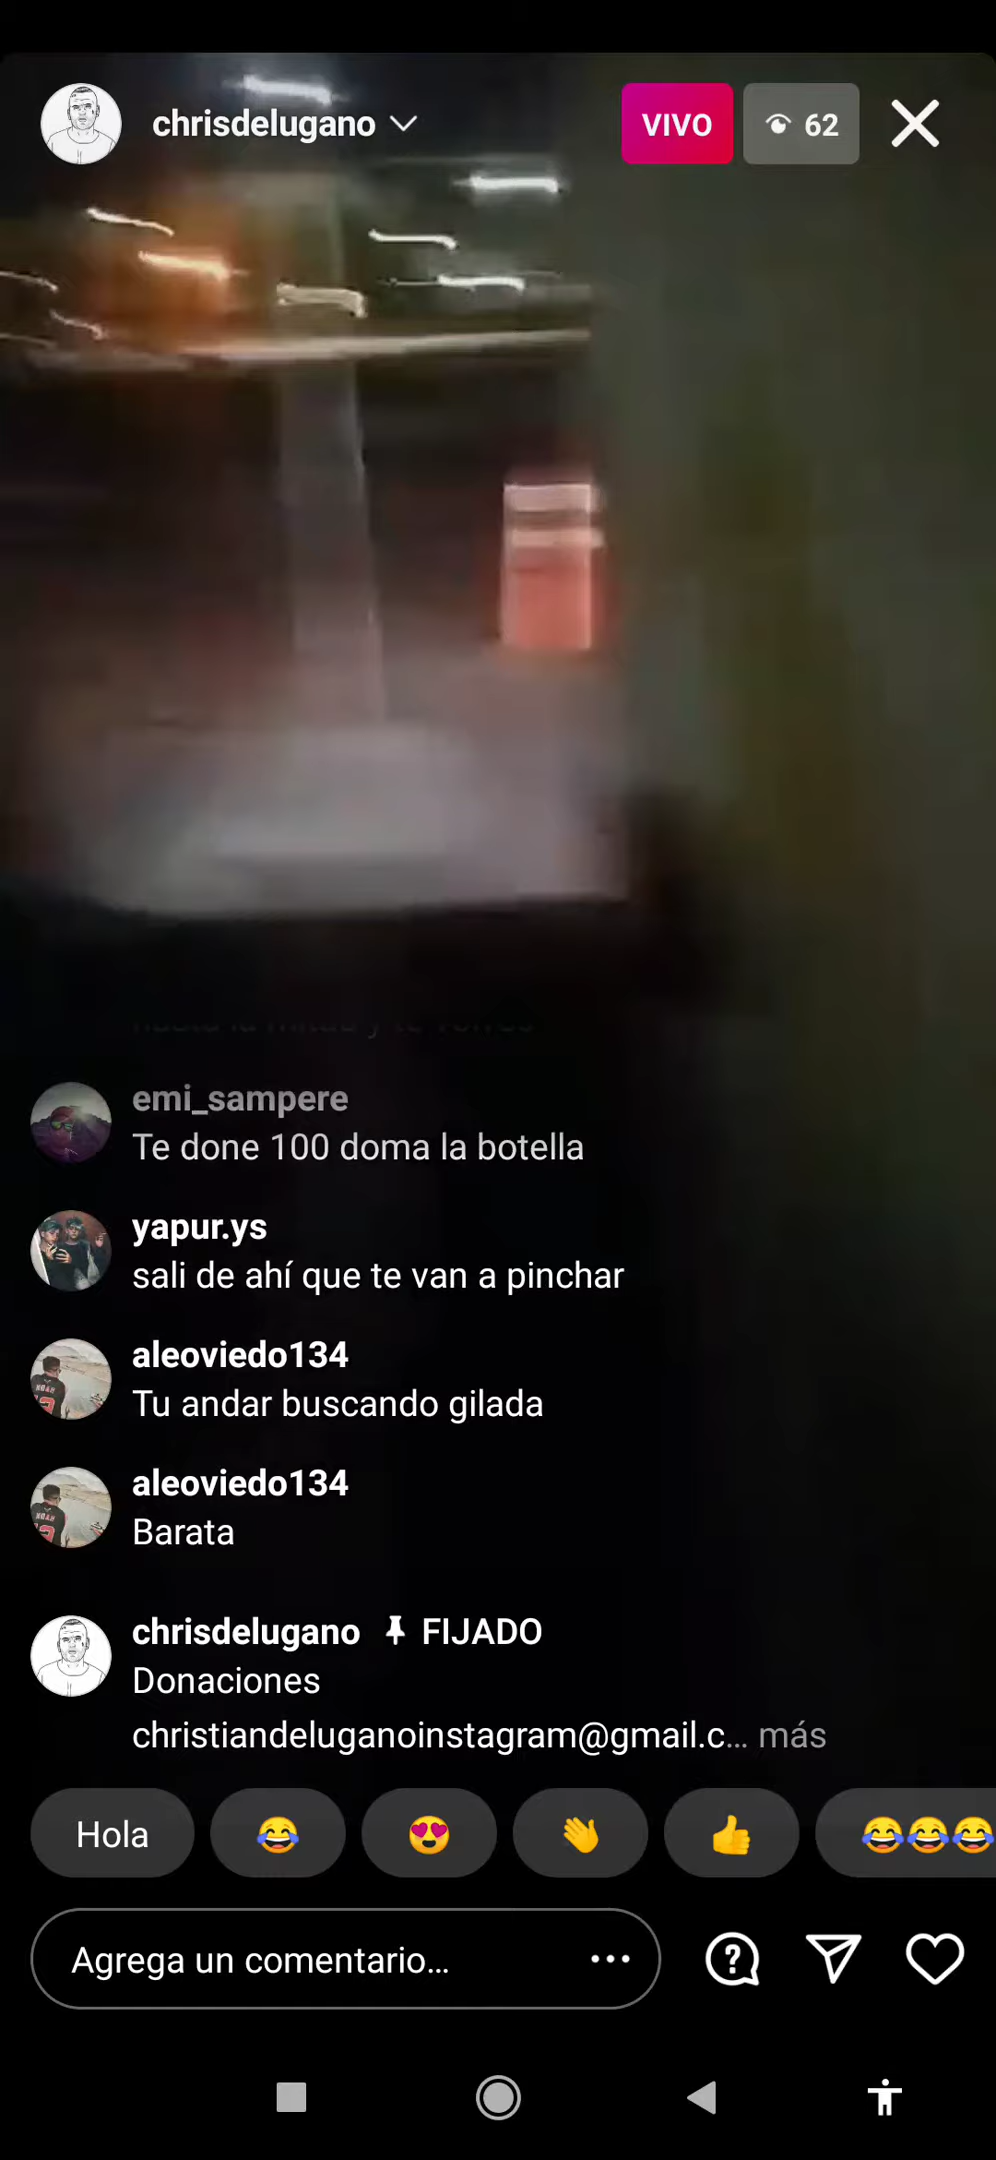 chrisdelugano
VIVO
62
emi_sampere
Te done 100 doma la botella
yapur.ys
sali de ahí que te van a pinchar
aleoviedo134
Tu andar buscando gilada
aleoviedo134
Barata
chrisdelugano FIJADO
Donaciones
christiandeluganoinstagram@gmail.c... más
Hola
Agrega un comentario...